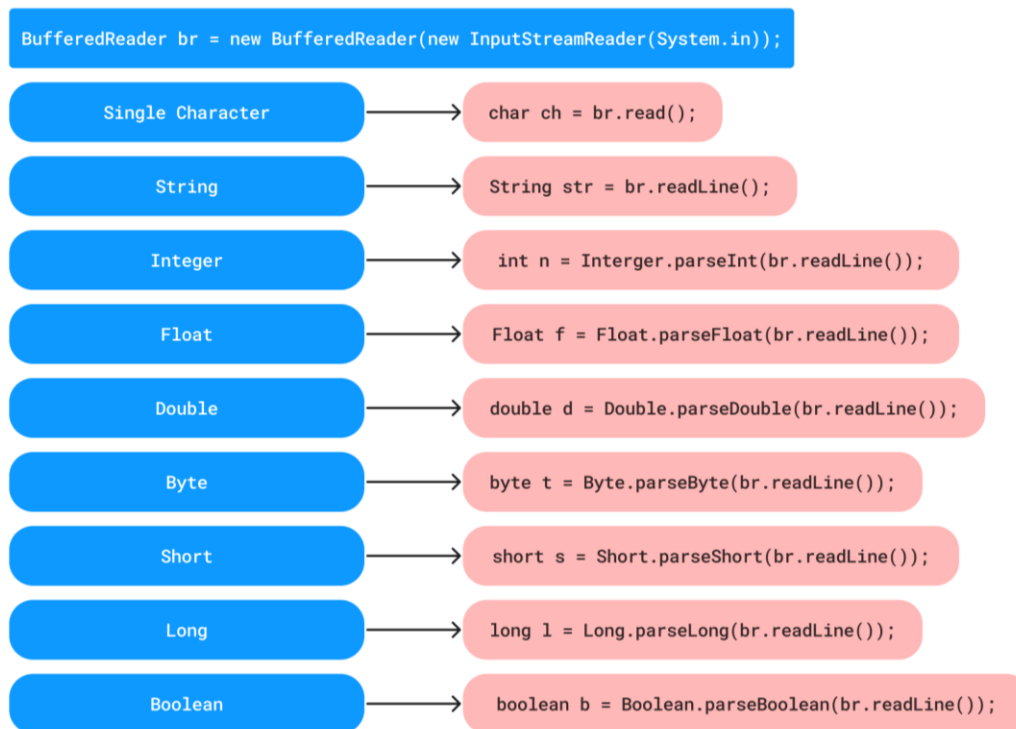 BufferedReader br = new BufferedReader(new InputStreamReader(System.in));
Single Character
char ch = br.read();
String
String str = br.readLine();
Integer
int n = Interger.parseInt(br.readLine());
Float
Float f = Float.parseFloat(br.readLine());
Double
double d = Double.parseDouble(br.readLine());
Byte
byte t = Byte.parseByte(br.readLine());
Short
short s = Short.parseShort(br.readLine());
Long
long l = Long.parseLong(br.readLine());
Boolean
boolean b = Boolean.parseBoolean(br.readLine());